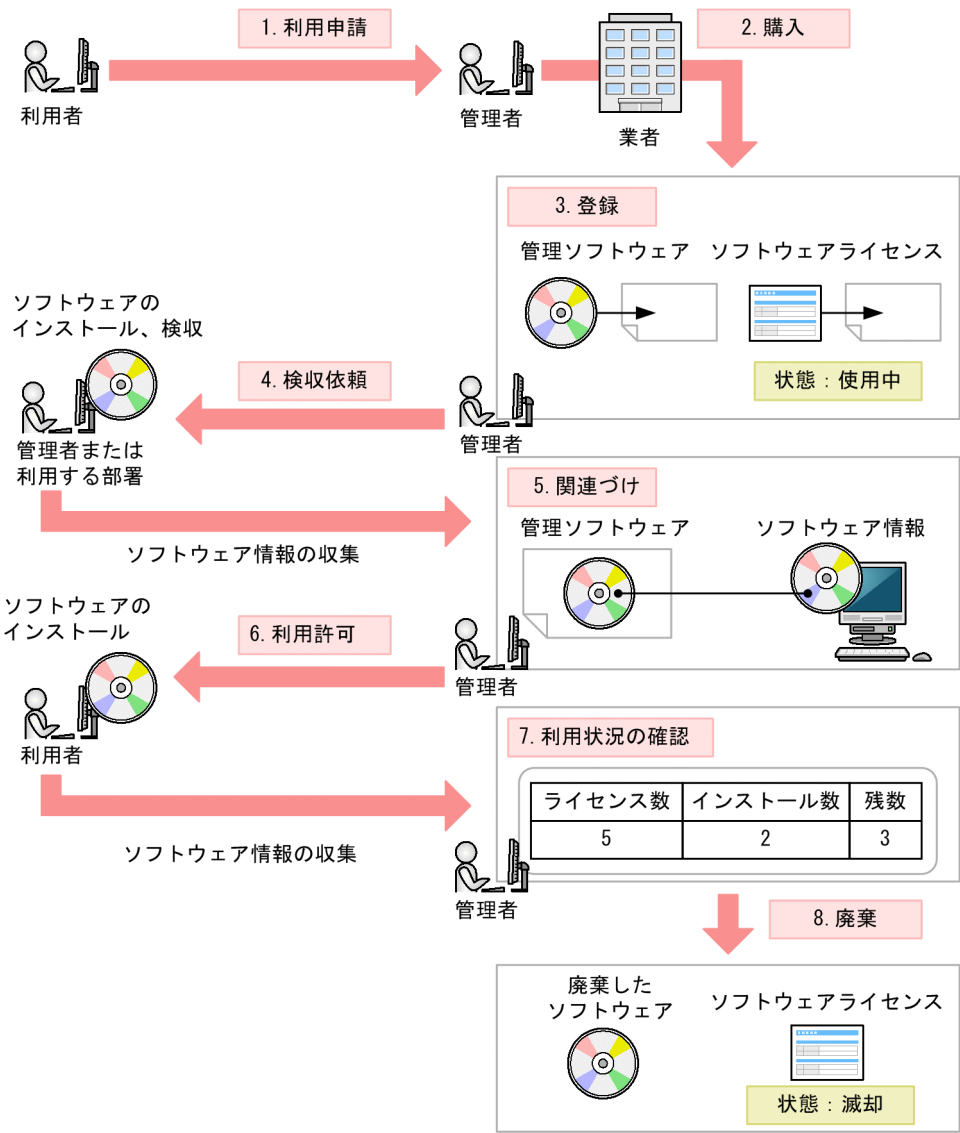 1.利用申請
2.購入
利用者
管理者
業者
3.登録
管理ソフトウェア
ソフトウェアライセンス
状態：使用中
ソフトウェアの
インストール、検収
4.検収依頼
管理者
管理者または
利用する部署
5.関連づけ
管理ソフトウェア
ソフトウェア情報
ソフトウェア情報の収集
ソフトウェアの
インストール
6.利用許可
管理者
利用者
7.利用状況の確認
ライセンス数 インストール数 残数
5 2 3
ソフトウェア情報の収集
管理者
8.廃棄
廃棄した
ソフトウェア
ソフトウェアライセンス
状態：滅却